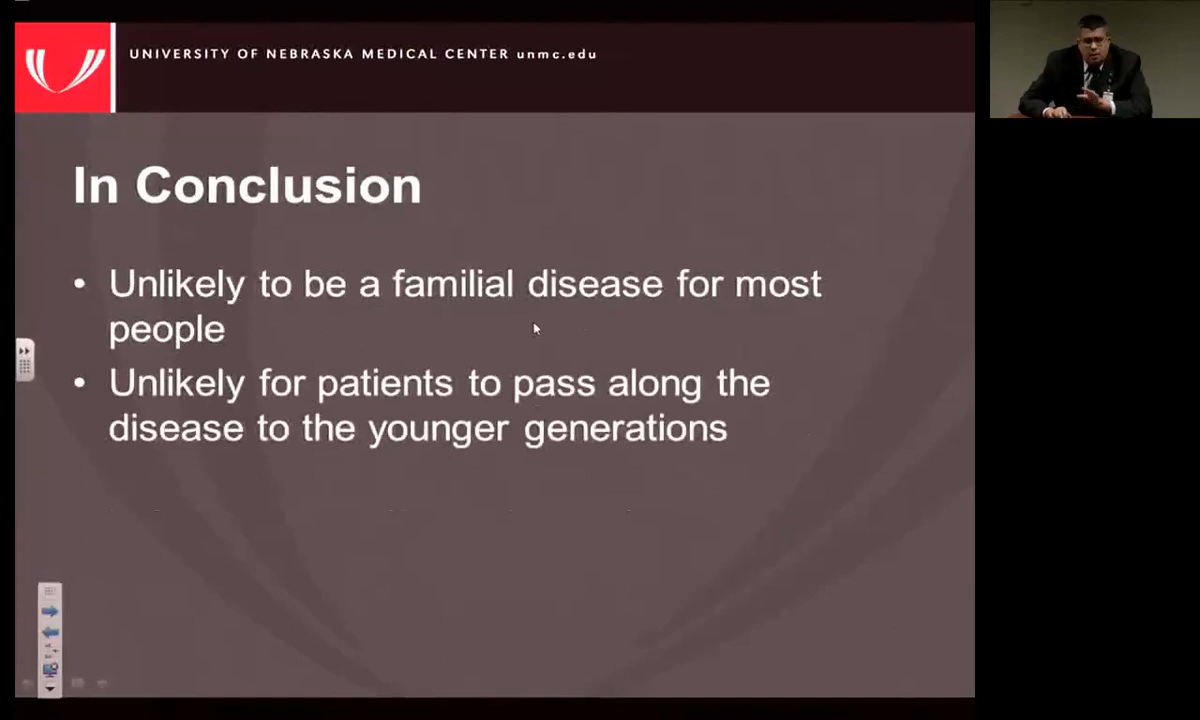 UNIVERSITY OF NEBRASKA MEDICAL CENTER unmc.edu
In Conclusion
• Unlikely to be a familial disease for most
people
• Unlikely for patients to pass along the
disease to the younger generations